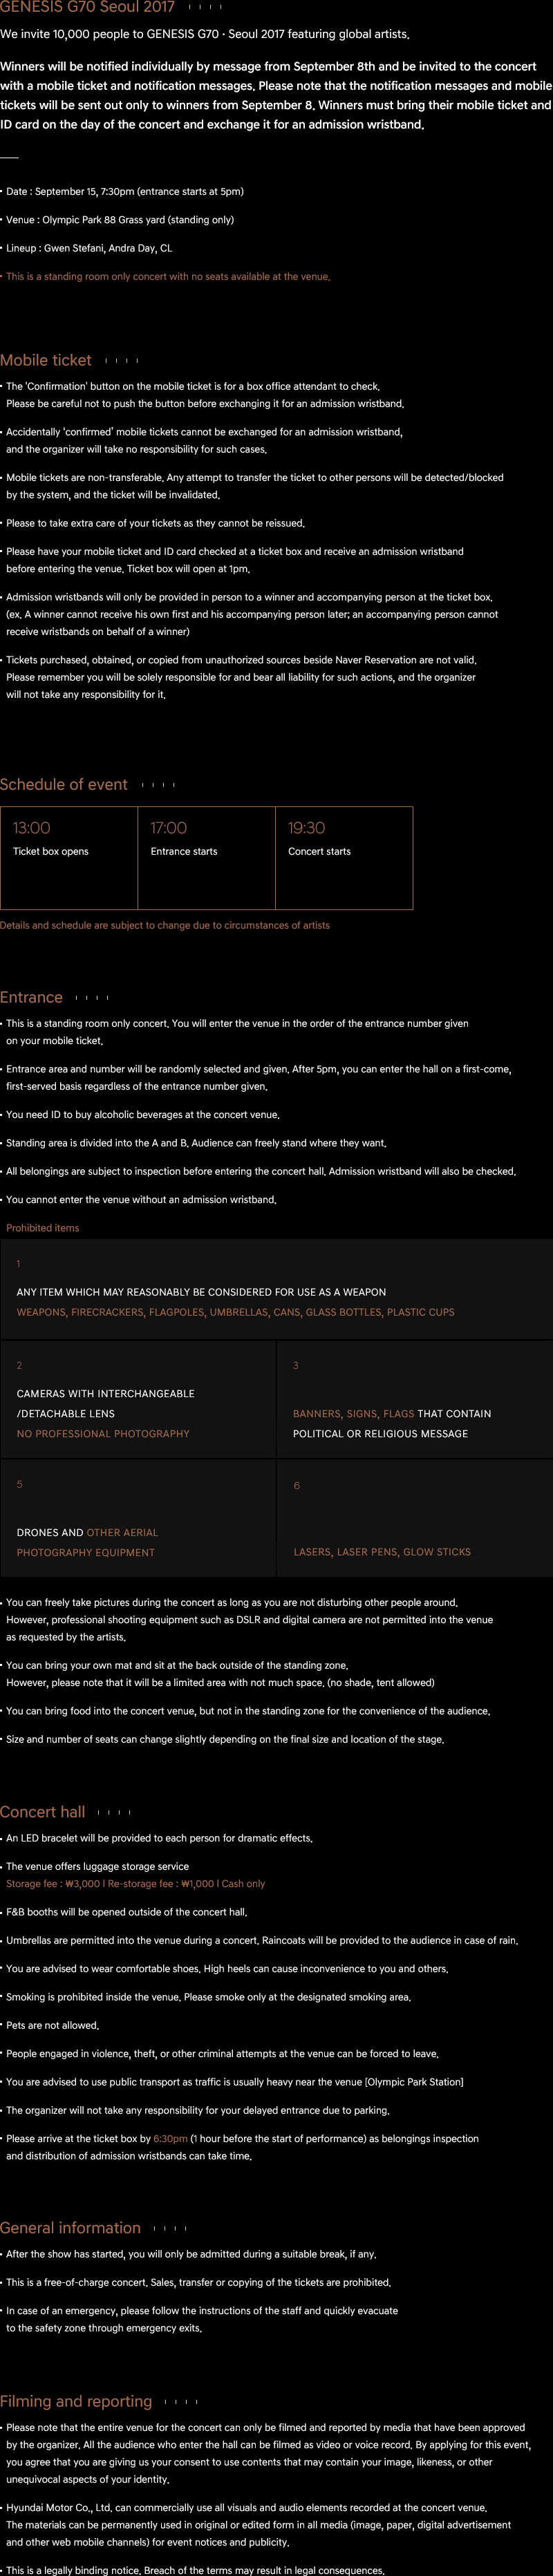 GENESIS G70 Seoul 2017
We invite 10,000 people to GENESIS G70 · Seoul 2017 featuring global artists.
Winners will be notified individually by message from September 8th and be invited to the concert
with a mobile ticket and notification messages. Please note that the notification messages and mobile
tickets will be sent out only to winners from September 8. Winners must bring their mobile ticket and
ID card on the day of the concert and exchange it for an admission wristband.
• Date : September 15, 7:30pm (entrance starts at 5pm)
• Venue : Olympic Park 88 Grass yard (standing only)
• Lineup : Gwen Stefani, Andra Day, CL
• This is a standing room only concert with no seats available at the venue.
Mobile ticket
• The 'Confirmation' button on the mobile ticket is for a box office attendant to check.
Please be careful not to push the button before exchanging it for an admission wristband.
• Accidentally ‘confirmed’ mobile tickets cannot be exchanged for an admission wristband,
and the organizer will take no responsibility for such cases.
• Mobile tickets are non-transferable. Any attempt to transfer the ticket to other persons will be detected/blocked
by the system, and the ticket will be invalidated.
• Please to take extra care of your tickets as they cannot be reissued.
• Please have your mobile ticket and ID card checked at a ticket box and receive an admission wristband
before entering the venue. Ticket box will open at 1pm.
• Admission wristbands will only be provided in person to a winner and accompanying person at the ticket box.
(ex. A winner cannot receive his own first and his accompanying person later; an accompanying person cannot
receive wristbands on behalf of a winner)
• Tickets purchased, obtained, or copied from unauthorized sources beside Naver Reservation are not valid.
Please remember you will be solely responsible for and bear all liability for such actions, and the organizer
will not take any responsibility for it.
Schedule of event
13:00
Ticket box opens
17:00
Entrance starts
19:30
Concert starts
Details and schedule are subject to change due to circumstances of artists
Entrance
• This is a standing room only concert. You will enter the venue in the order of the entrance number given
on your mobile ticket.
• Entrance area and number will be randomly selected and given. After 5pm, you can enter the hall on a first-come,
first-served basis regardless of the entrance number given.
• You need ID to buy alcoholic beverages at the concert venue.
• Standing area is divided into the A and B. Audience can freely stand where they want.
• All belongings are subject to inspection before entering the concert hall. Admission wristband will also be checked.
• You cannot enter the venue without an admission wristband.
Prohibited items
1
ANY ITEM WHICH MAY REASONABLY BE CONSIDERED FOR USE AS A WEAPON
WEAPONS, FIRECRACKERS, FLAGPOLES, UMBRELLAS, CANS, GLASS BOTTLES, PLASTIC CUPS
2
CAMERAS WITH INTERCHANGEABLE
/DETACHABLE LENS
NO PROFESSIONAL PHOTOGRAPHY
3
BANNERS, SIGNS, FLAGS THAT CONTAIN
POLITICAL OR RELIGIOUS MESSAGE
5
DRONES AND OTHER AERIAL
PHOTOGRAPHY EQUIPMENT
6
LASERS, LASER PENS, GLOW STICKS
• You can freely take pictures during the concert as long as you are not disturbing other people around.
However, professional shooting equipment such as DSLR and digital camera are not permitted into the venue
as requested by the artists.
• You can bring your own mat and sit at the back outside of the standing zone.
However, please note that it will be a limited area with not much space. (no shade, tent allowed)
• You can bring food into the concert venue, but not in the standing zone for the convenience of the audience.
• Size and number of seats can change slightly depending on the final size and location of the stage.
Concert hall
• An LED bracelet will be provided to each person for dramatic effects.
• The venue offers luggage storage service
Storage fee : ₩3,000 l Re-storage fee : ₩1,000 l Cash only
• F&B booths will be opened outside of the concert hall.
• Umbrellas are permitted into the venue during a concert. Raincoats will be provided to the audience in case of rain.
• You are advised to wear comfortable shoes. High heels can cause inconvenience to you and others.
• Smoking is prohibited inside the venue. Please smoke only at the designated smoking area.
• Pets are not allowed.
• People engaged in violence, theft, or other criminal attempts at the venue can be forced to leave.
• You are advised to use public transport as traffic is usually heavy near the venue [Olympic Park Station]
• The organizer will not take any responsibility for your delayed entrance due to parking.
• Please arrive at the ticket box by 6:30pm (1 hour before the start of performance) as belongings inspection
and distribution of admission wristbands can take time.
General information
• After the show has started, you will only be admitted during a suitable break, if any.
• This is a free-of-charge concert. Sales, transfer or copying of the tickets are prohibited.
• In case of an emergency, please follow the instructions of the staff and quickly evacuate
to the safety zone through emergency exits.
Filming and reporting
• Please note that the entire venue for the concert can only be filmed and reported by media that have been approved
by the organizer. All the audience who enter the hall can be filmed as video or voice record. By applying for this event,
you agree that you are giving us your consent to use contents that may contain your image, likeness, or other
unequivocal aspects of your identity.
• Hyundai Motor Co., Ltd. can commercially use all visuals and audio elements recorded at the concert venue.
The materials can be permanently used in original or edited form in all media (image, paper, digital advertisement
and other web mobile channels) for event notices and publicity.
• This is a legally binding notice. Breach of the terms may result in legal consequences.